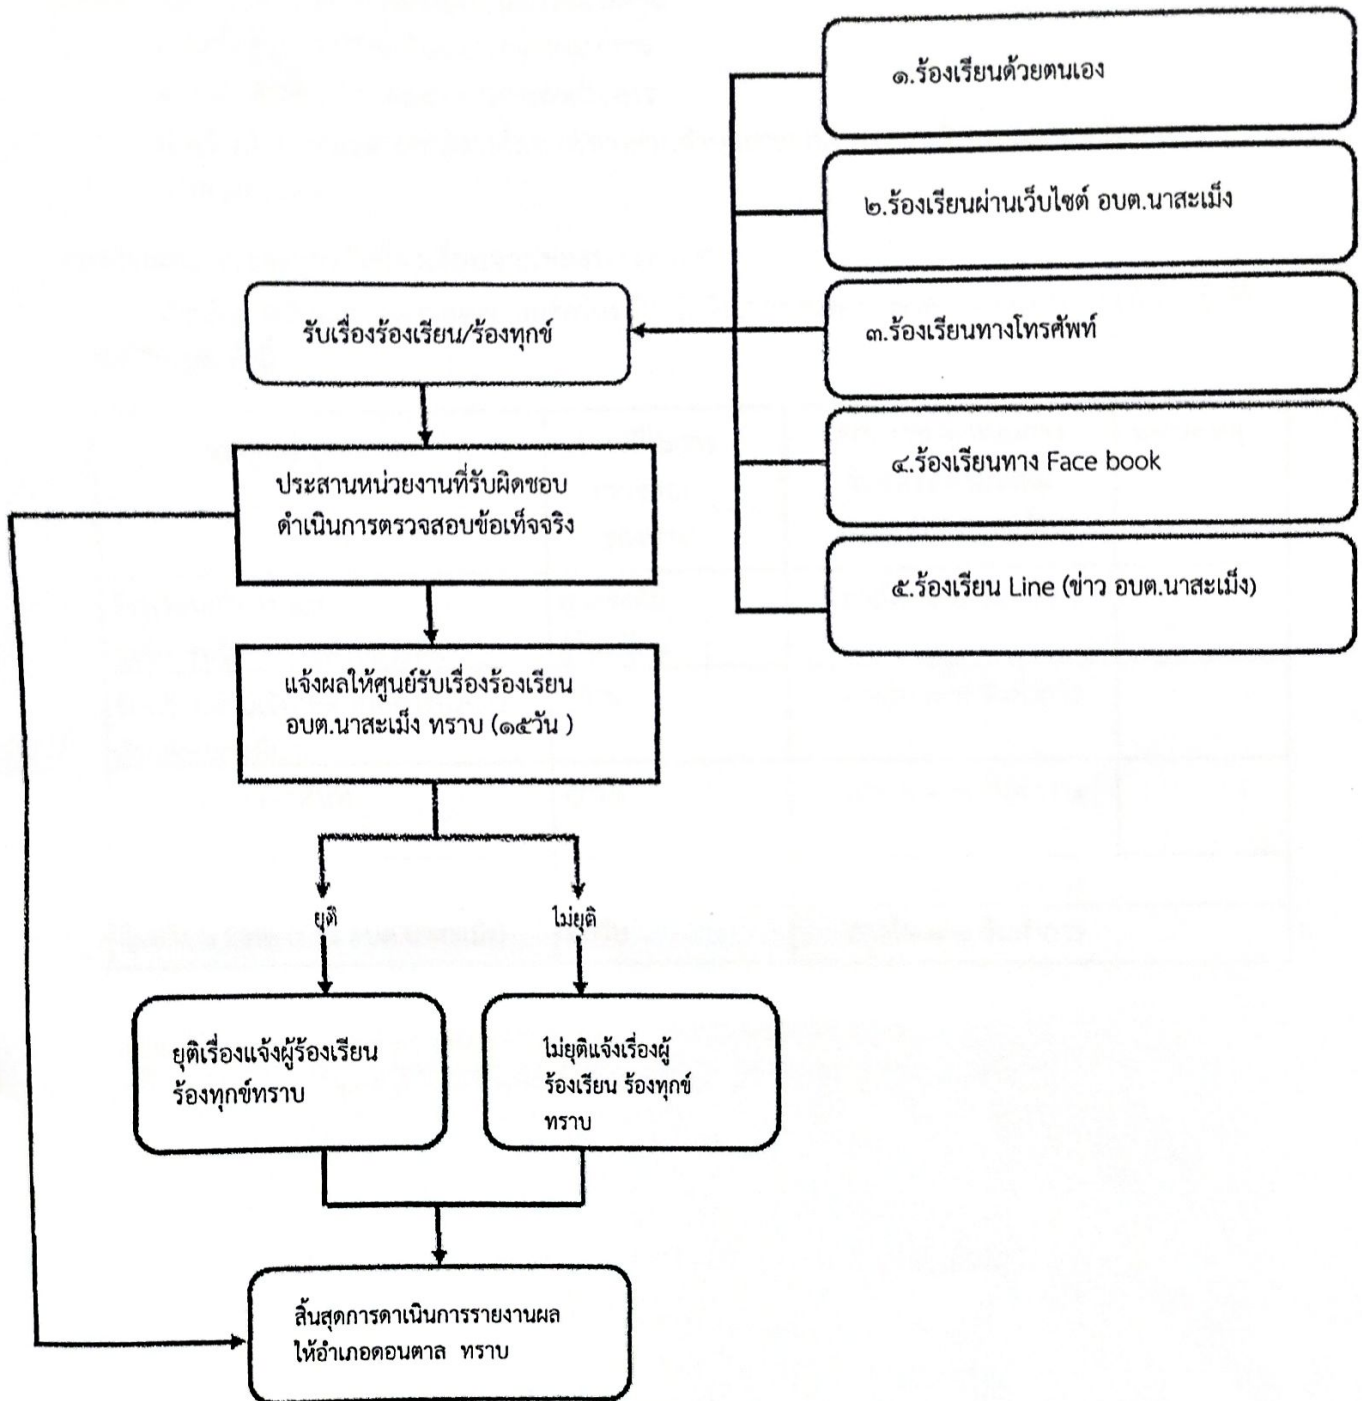 ๑.ร้องเรียนด้วยตนเอง
๒.ร้องเรียนผ่านเว็บไซต์ อบต.นาสะเม็ง
๓.ร้องเรียนทางโทรศัพท์
๔.ร้องเรียนทาง Face book
๕.ร้องเรียน Line (ข่าว อบต.นาสะเม็ง)
รับเรื่องร้องเรียน/ร้องทุกข์
ประสานหน่วยงานที่รับผิดชอบ
ดำเนินการตรวจสอบข้อเท็จจริง
แจ้งผลให้ศูนย์รับเรื่องร้องเรียน
อบต.นาสะเม็ง ทราบ (๑๕วัน )
ยุติ
ไม่ยุติ
ยุติเรื่องแจ้งผู้ร้องเรียน
ร้องทุกข์ทราบ
ไม่ยุติแจ้งเรื่องผู้
ร้องเรียน ร้องทุกข์
ทราบ
สิ้นสุดการดาเนินการรายงานผล
ให้อำเภอดอนตาล ทราบ